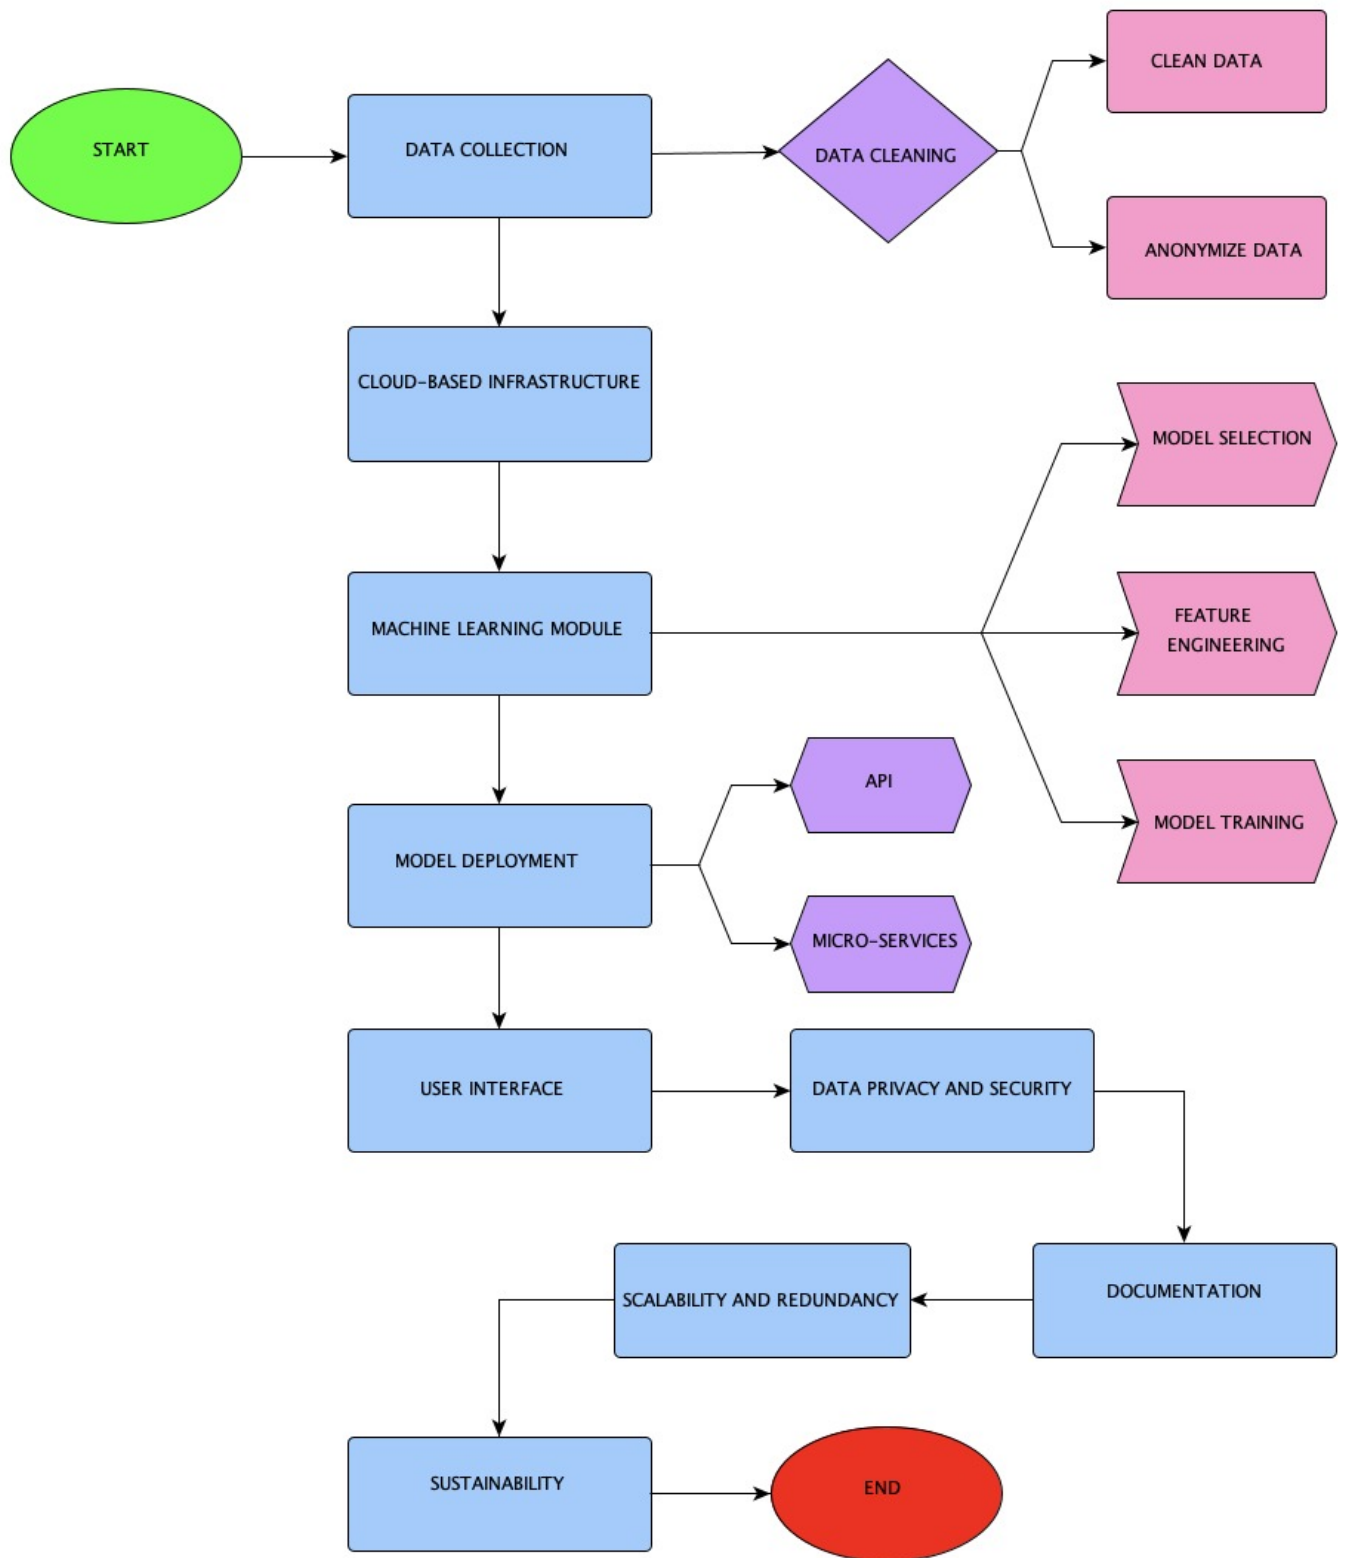 START
DATA COLLECTION
DATA CLEANING
CLEAN DATA
ANONYMIZE DATA
CLOUD-BASED INFRASTRUCTURE
MACHINE LEARNING MODULE
MODEL SELECTION
FEATURE
ENGINEERING
MODEL TRAINING
MODEL DEPLOYMENT
API
MICRO-SERVICES
USER INTERFACE
DATA PRIVACY AND SECURITY
DOCUMENTATION
SCALABILITY AND REDUNDANCY
SUSTAINABILITY
END